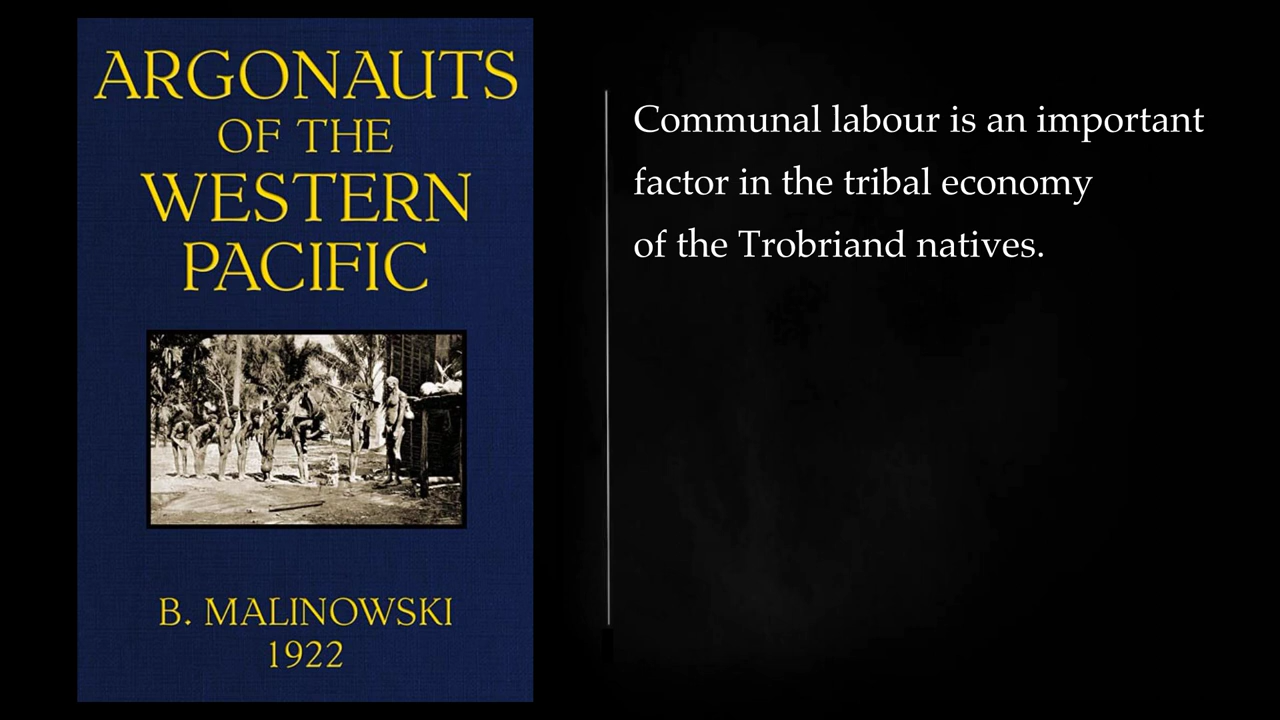 ARGONAUTS
OF THE
WESTERN
PACIFIC
B. MALINOWSKI
1922
Communal labour is an important
factor in the tribal economy
of the Trobriand natives.